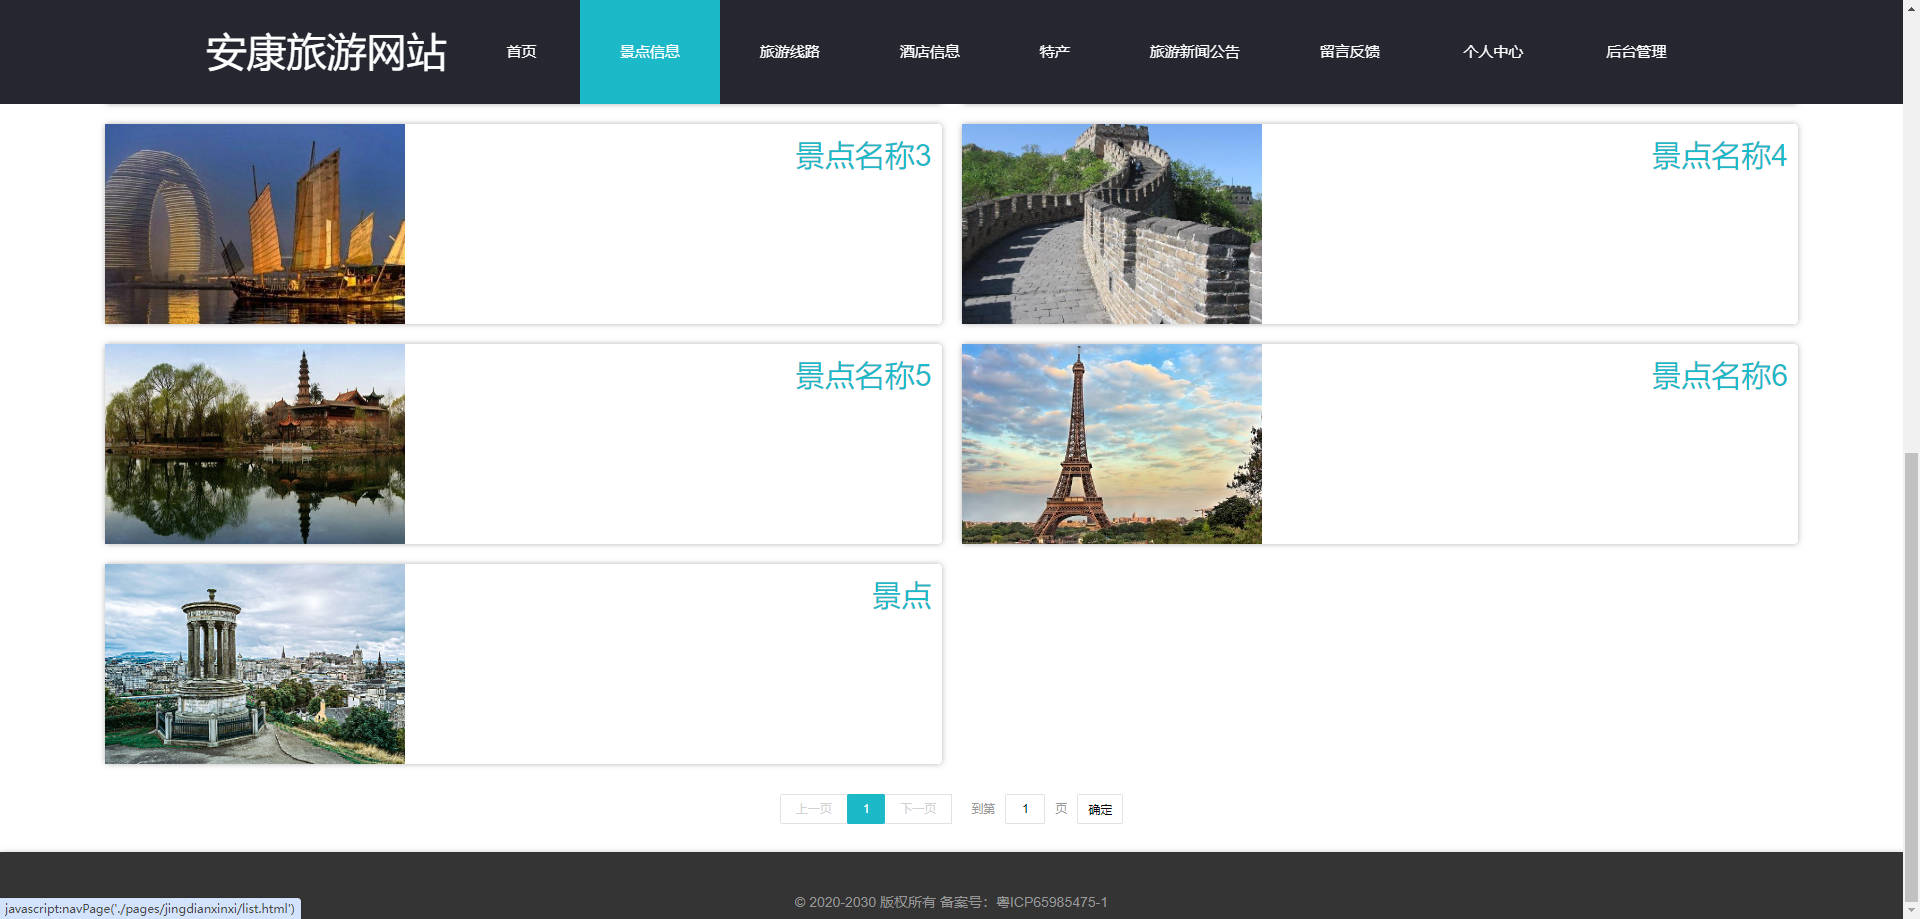 安康旅游网站
首页
景点信息
旅游线路
酒店信息
特产
旅游新闻公告
留言反馈
个人中心
后台管理
景点名称3
景点名称4
景点名称5
景点名称6
景点
上一页 1 下一页 到第 1 页 确定
© 2020-2030 版权所有 备案号：粤ICP65985475-1
javascript:navPage('./pages/jingdianxinxi/list.html')